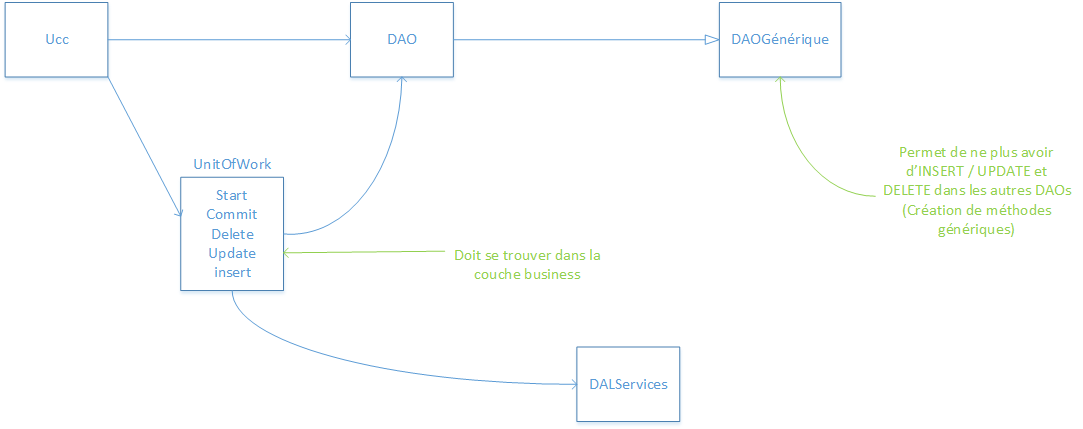 Ucc
DAO
DAOGénérique
UnitOfWork
Start
Commit
Delete
Update
insert
Permet de ne plus avoir
d'INSERT / UPDATE et
DELETE dans les autres DAOs
(Création de méthodes
génériques)
Doit se trouver dans la
couche business
DALServices